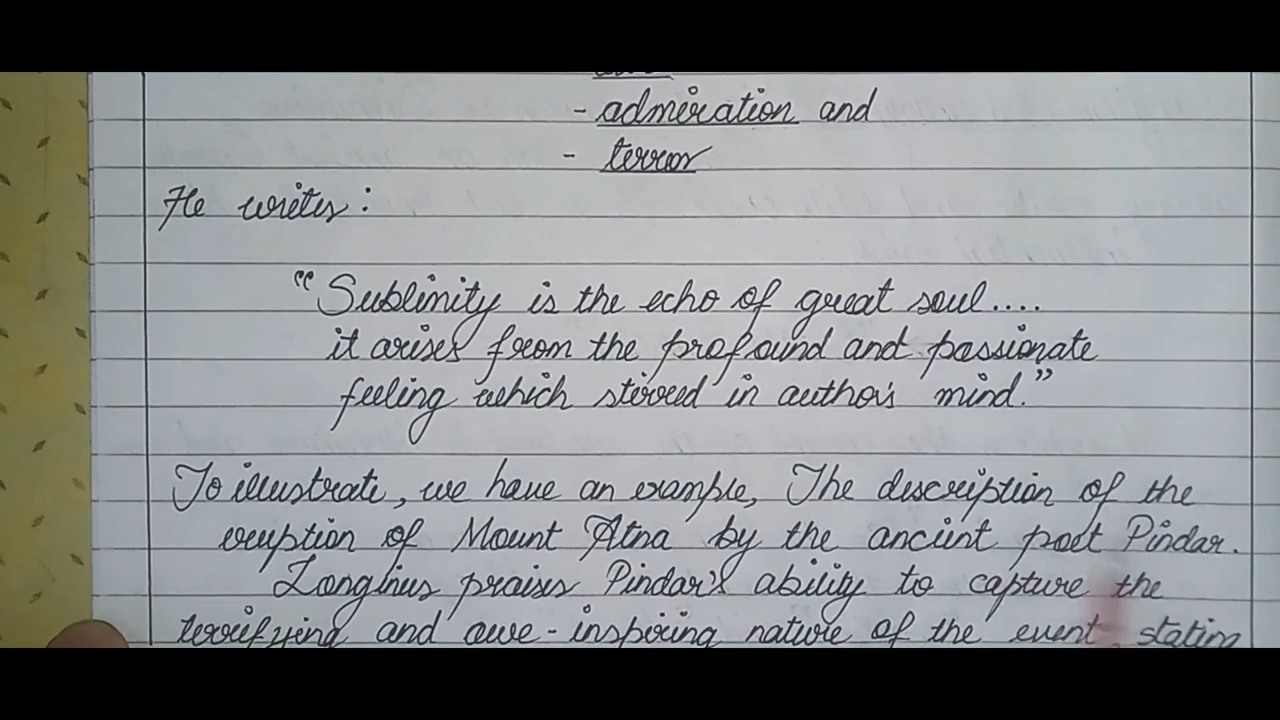 - admiration and
- terror
He writes :
“Sublimity is the echo of great soul....
it arises from the profound and passionate
feeling which stirred in author's mind.”
To illustrate, we have an example, The description of the
eruption of Mount Atna by the ancient poet Pindar.
Longinus praises Pindar's ability to capture the
terrifying and awe-inspiring nature of the event, stating